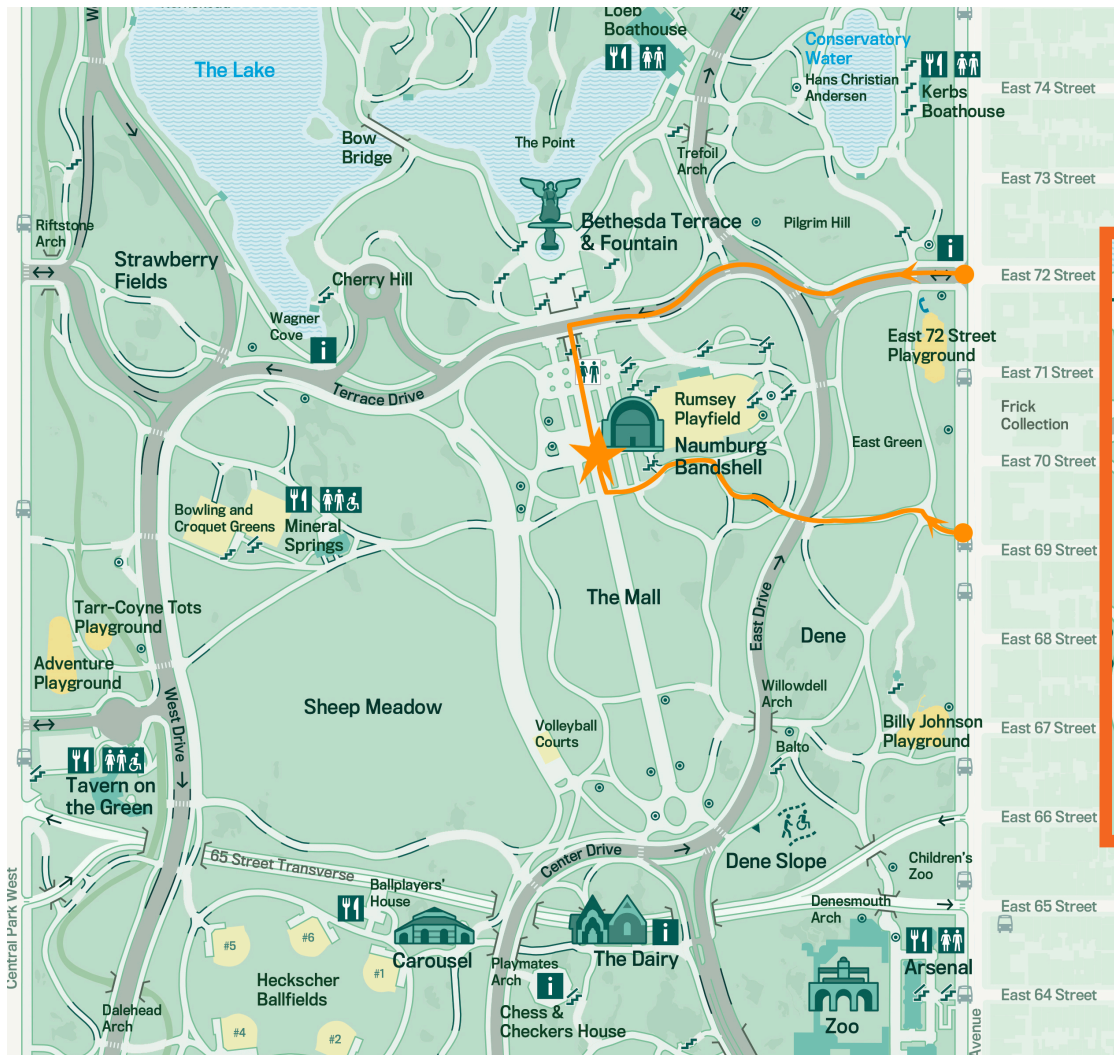 Loeb
Boathouse
The Lake
Conservatory
Water
Hans Christian
Andersen
Kerbs
Boathouse
East 74 Street
Bow
Bridge
The Point
Trefoil
Arch
East 73 Street
Riftstone
Arch
Bethesda Terrace
& Fountain
Pilgrim Hill
Strawberry
Fields
Cherry Hill
East 72 Street
Wagner
Cove
East 72 Street
Playground
Terrace Drive
East 71 Street
Rumsey
Playfield
Frick
Collection
Naumburg
Bandshell
East Green
East 70 Street
Bowling and
Croquet Greens
Mineral
Springs
East 69 Street
The Mall
East Drive
Tarr-Coyne Tots
Playground
Dene
East 68 Street
Adventure
Playground
West Drive
Sheep Meadow
Willowdell
Arch
Volleyball
Courts
Billy Johnson
Playground
East 67 Street
Balto
Tavern on
the Green
East 66 Street
65 Street Transverse
Center Drive
Dene Slope
Children's
Zoo
Ballplayers'
House
Denesmouth
Arch
East 65 Street
Central Park West
#5
#6
#1
Carousel
Playmates
Arch
The Dairy
Arsenal
Heckscher
Ballfields
Chess &
Checkers House
Zoo
East 64 Street
Dalehead
Arch
#4
#2
Avenue